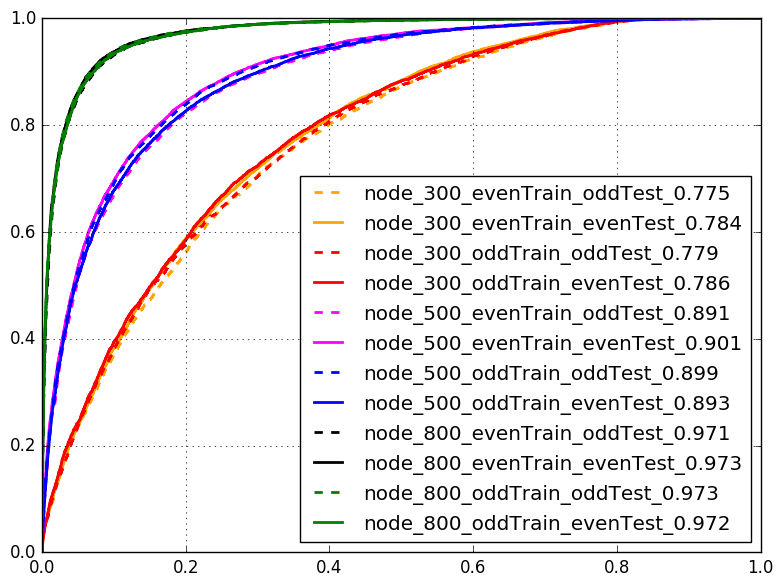 1.0
0.8
0.6
0.4
0.2
0.0
node_300_evenTrain_oddTest_0.775
node_300_evenTrain_evenTest_0.784
node_300_oddTrain_oddTest_0.779
node_300_oddTrain_evenTest_0.786
node_500_evenTrain_oddTest_0.891
node_500_evenTrain_evenTest_0.901
node_500_oddTrain_oddTest_0.899
node_500_oddTrain_evenTest_0.893
node_800_evenTrain_oddTest_0.971
node_800_evenTrain_evenTest_0.973
node_800_oddTrain_oddTest_0.973
node_800_oddTrain_evenTest_0.972
0.0 0.2 0.4 0.6 0.8 1.0